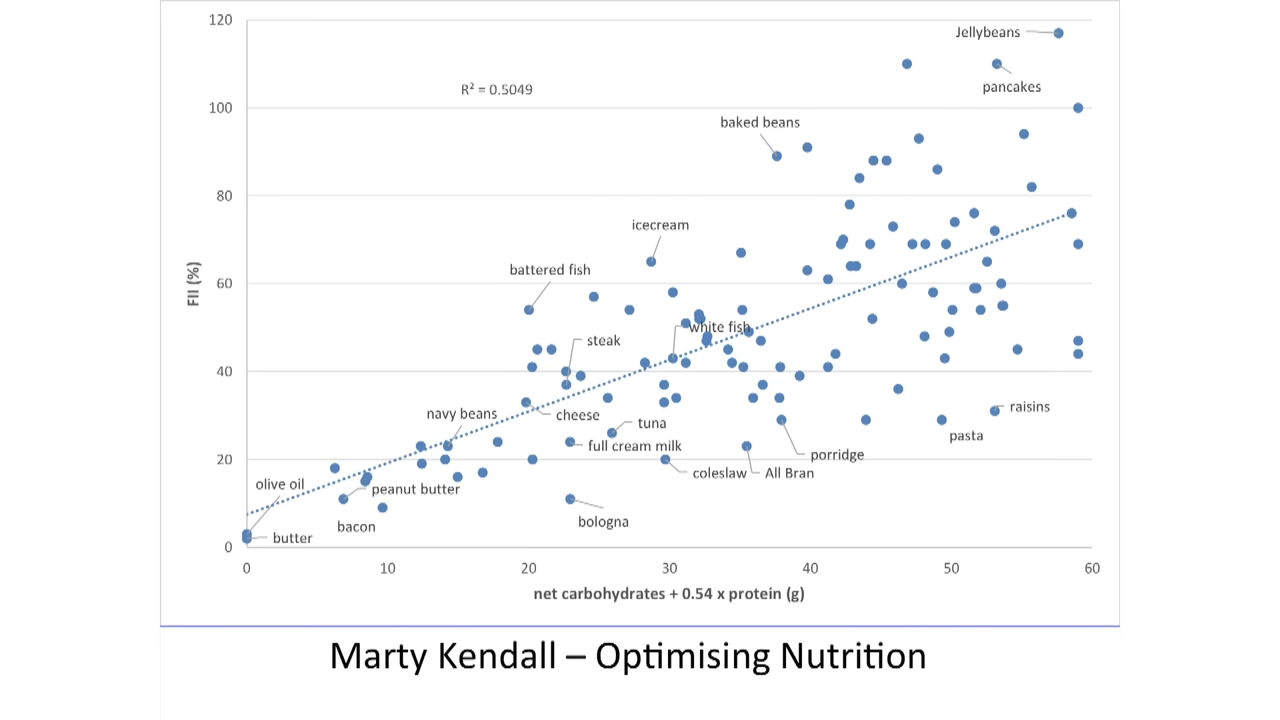 120
Jellybeans
R² = 0.5049
pancakes
100
baked beans
80
icecream
battered fish
60
FII (%)
white fish
steak
40
navy beans
cheese
raisins
tuna
pasta
full cream milk
porridge
20
coleslaw
All Bran
olive oil
peanut butter
bacon
bologna
butter
0
0 10 20 30 40 50 60
net carbohydrates + 0.54 x protein (g)
Marty Kendall – Optimising Nutrition